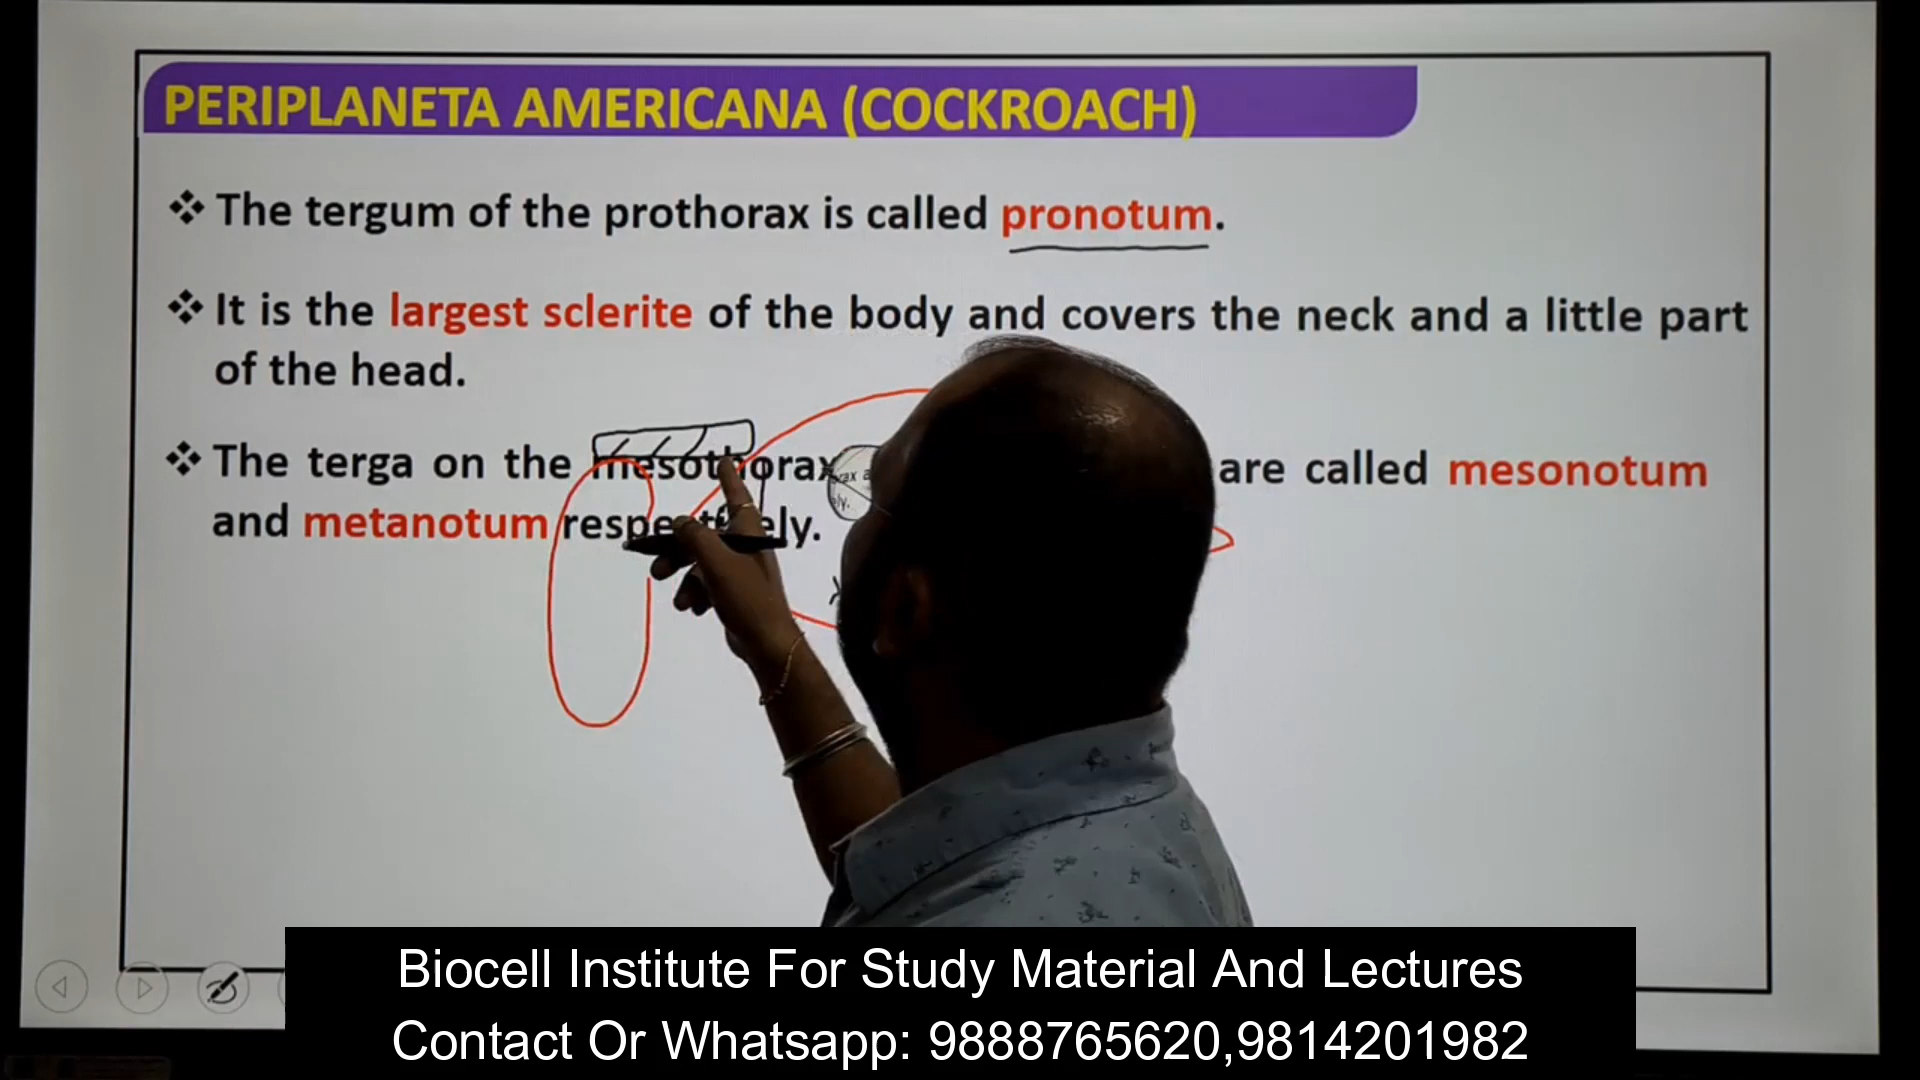 PERIPLANETA AMERICANA (COCKROACH)
❖ The tergum of the prothorax is called pronotum.
❖ It is the largest sclerite of the body and covers the neck and a little part
of the head.
❖ The terga on the mesothorax are called mesonotum
and metanotum
Biocell Institute For Study Material And Lectures
Contact Or Whatsapp: 9888765620,9814201982